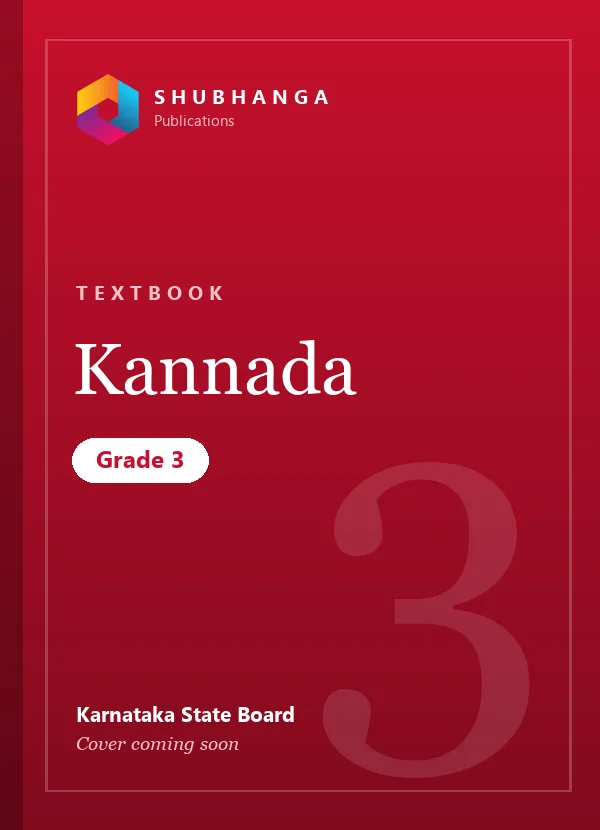 SHUBHANGA
Publications
TEXTBOOK
Kannada
Grade 3
3
Karnataka State Board
Cover coming soon